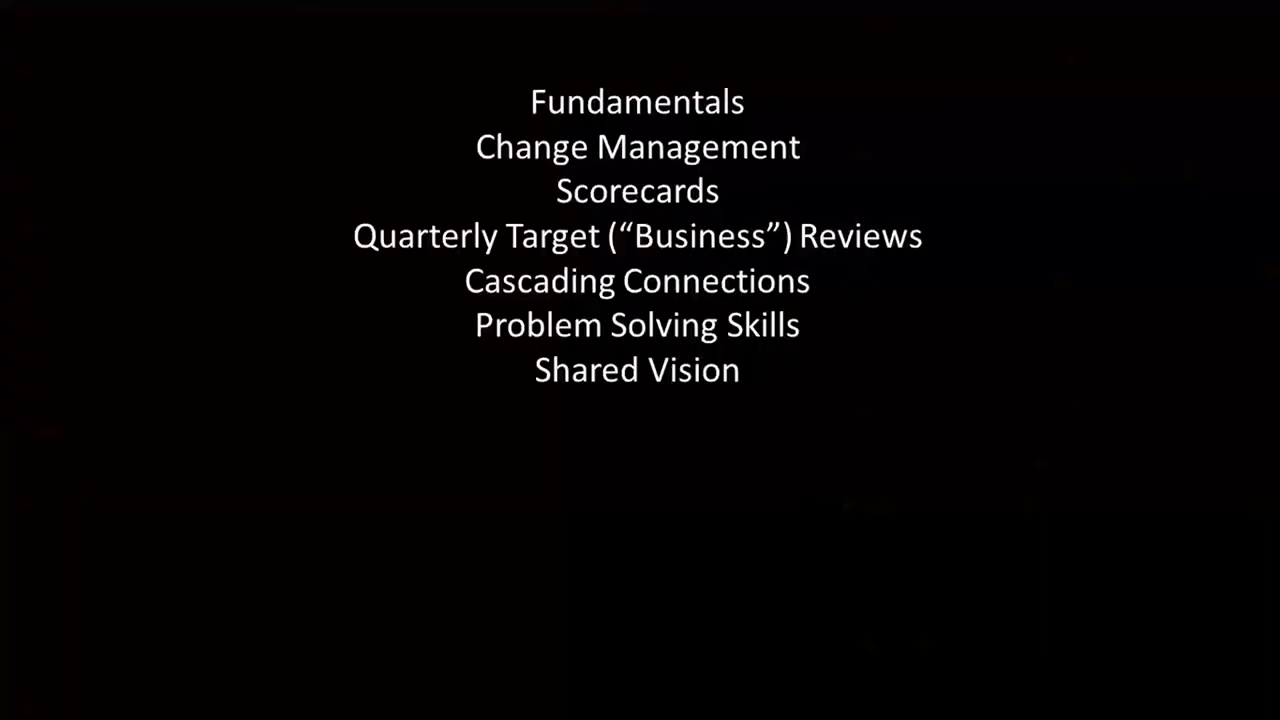 Fundamentals
Change Management
Scorecards
Quarterly Target (“Business”) Reviews
Cascading Connections
Problem Solving Skills
Shared Vision